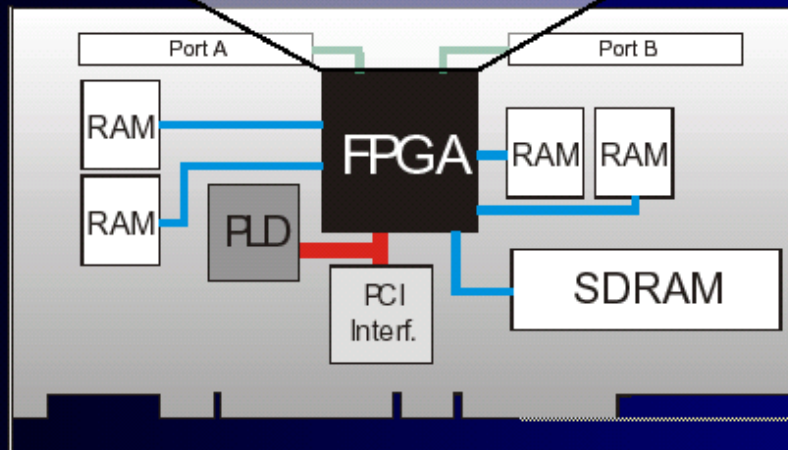 Port A
Port B
RAM
FPGA
RAM
RAM
RAM
PLD
PCI
Interf.
SDRAM